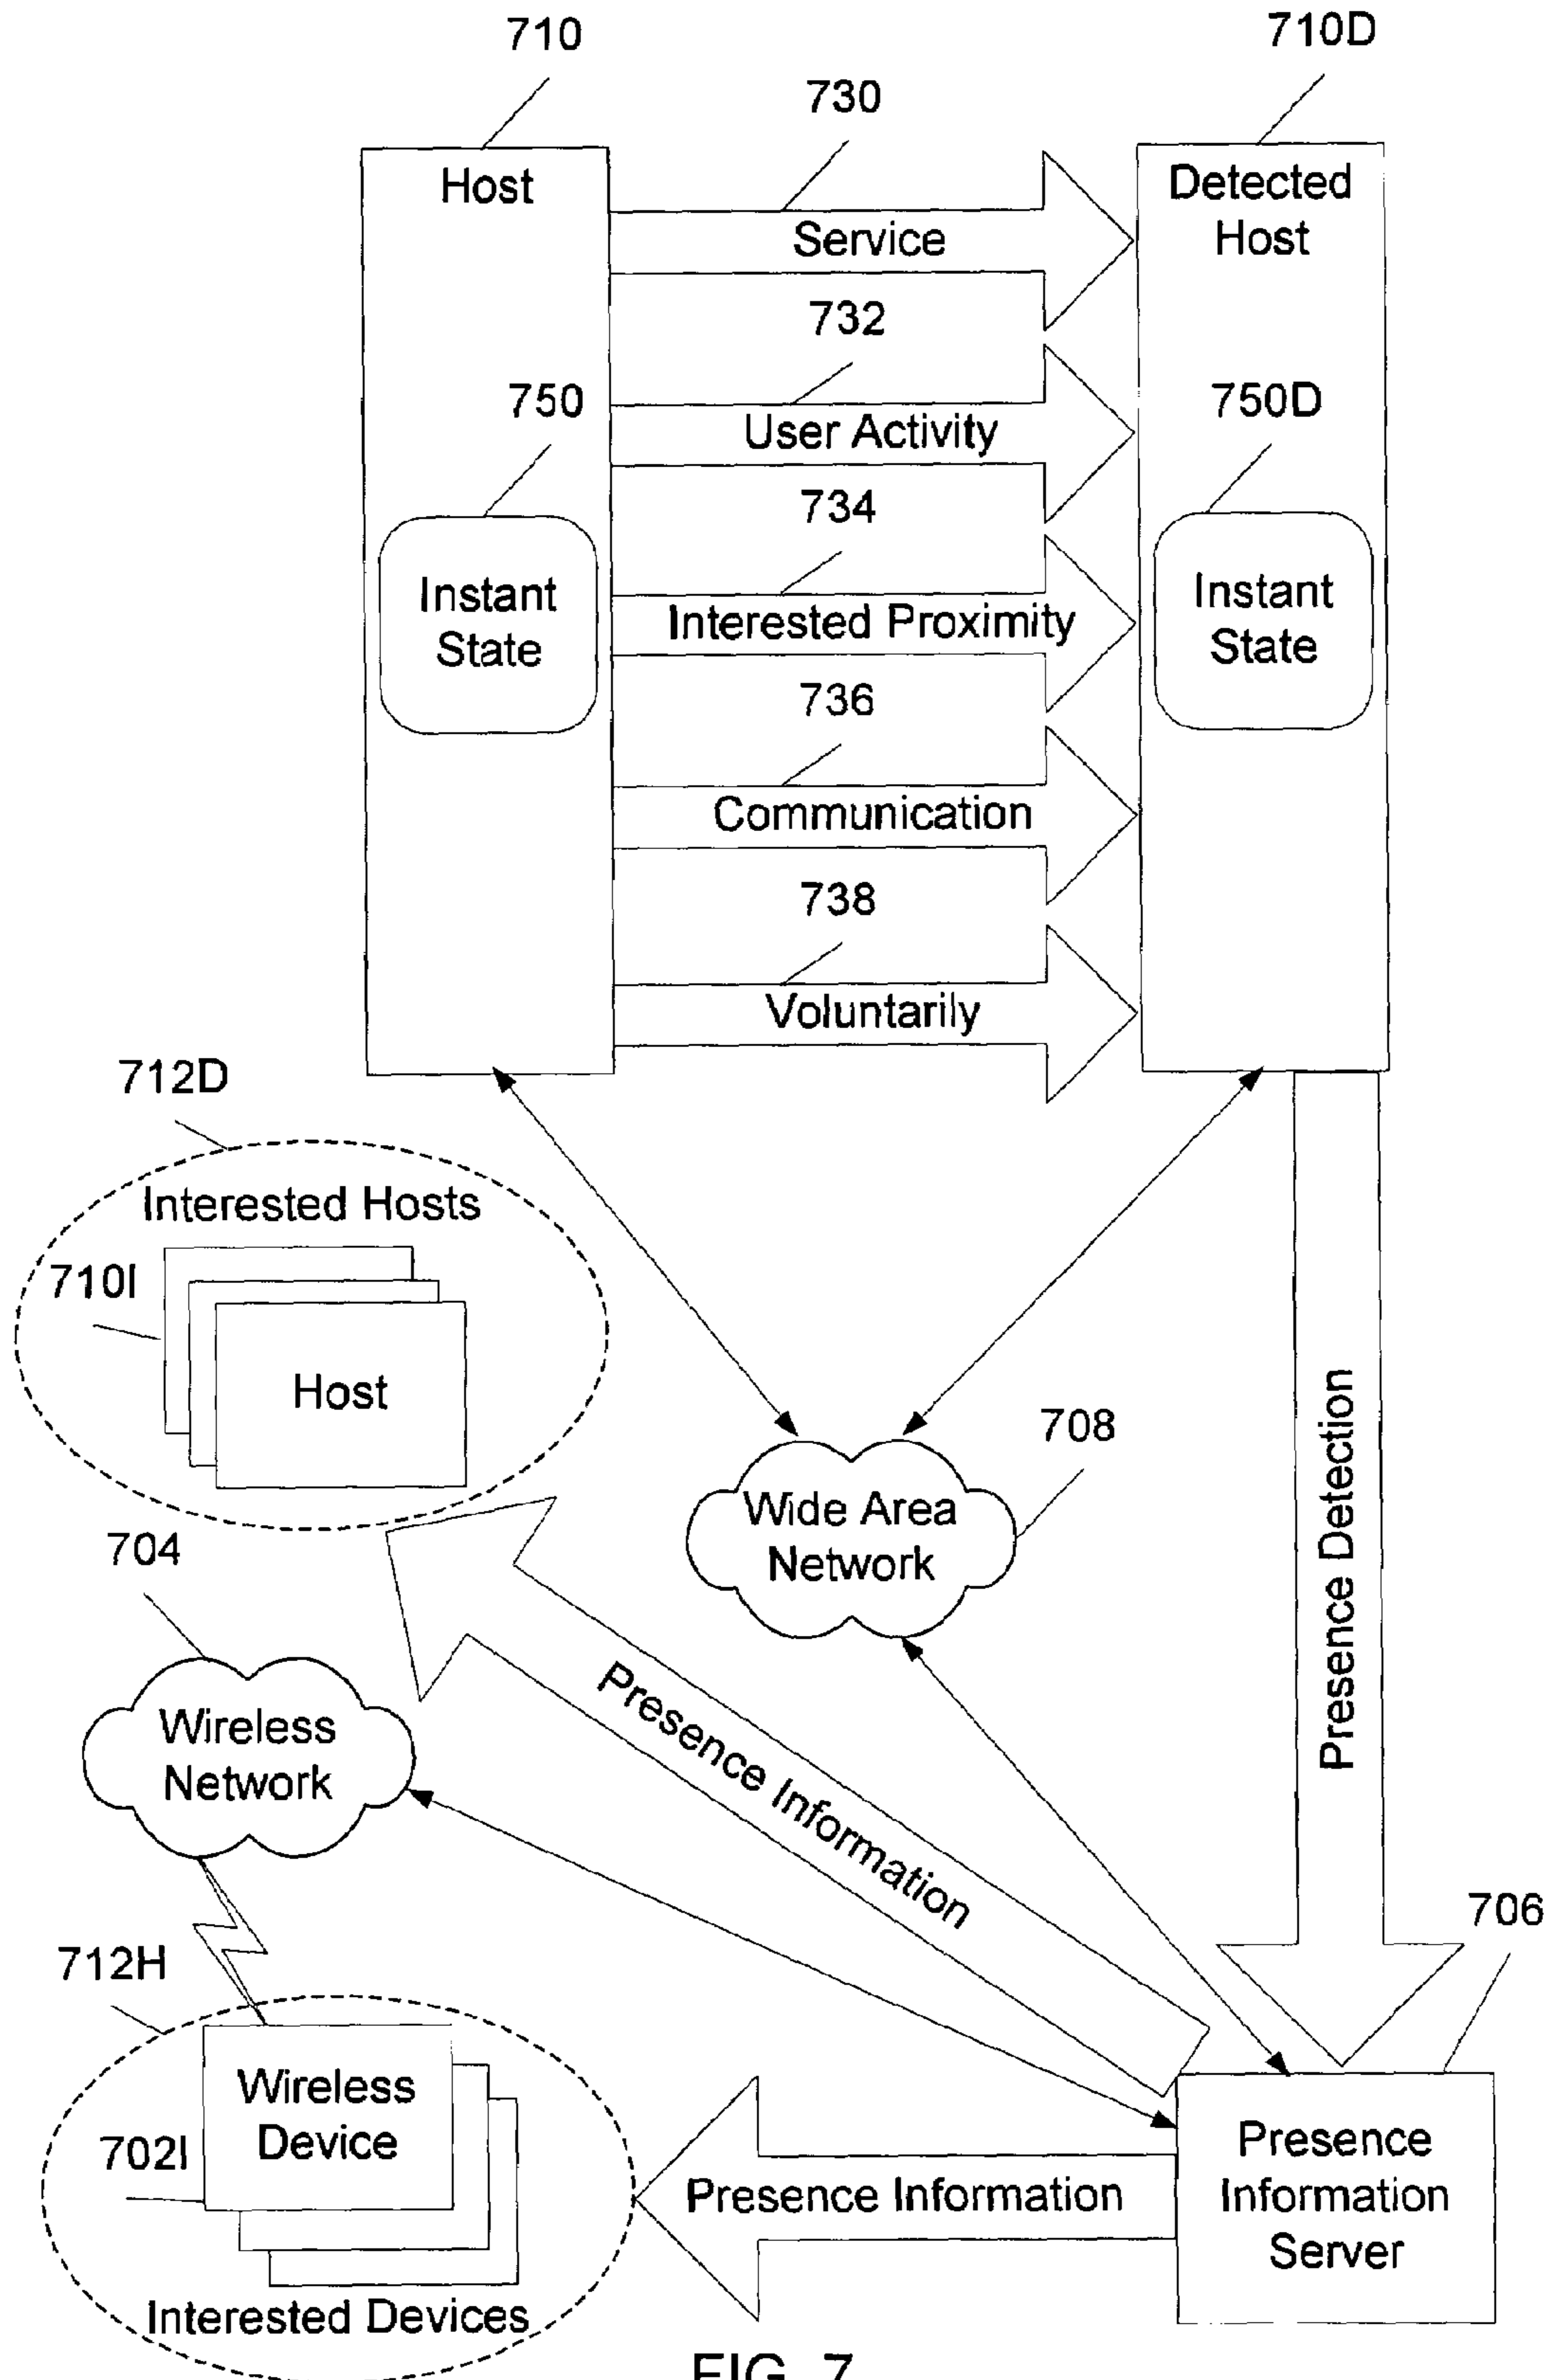 710
710D
730
Host
Detected
Host
Service
732
750
User Activity
750D
734
Instant
State
Interested Proximity
Instant
State
736
Communication
738
Voluntarily
712D
Interested Hosts
710I
Host
708
Wide Area
Network
Presence Detection
704
Wireless
Network
Presence Information
706
712H
Wireless
Device
702I
Presence Information
Presence
Information
Server
Interested Devices
FIG. 7